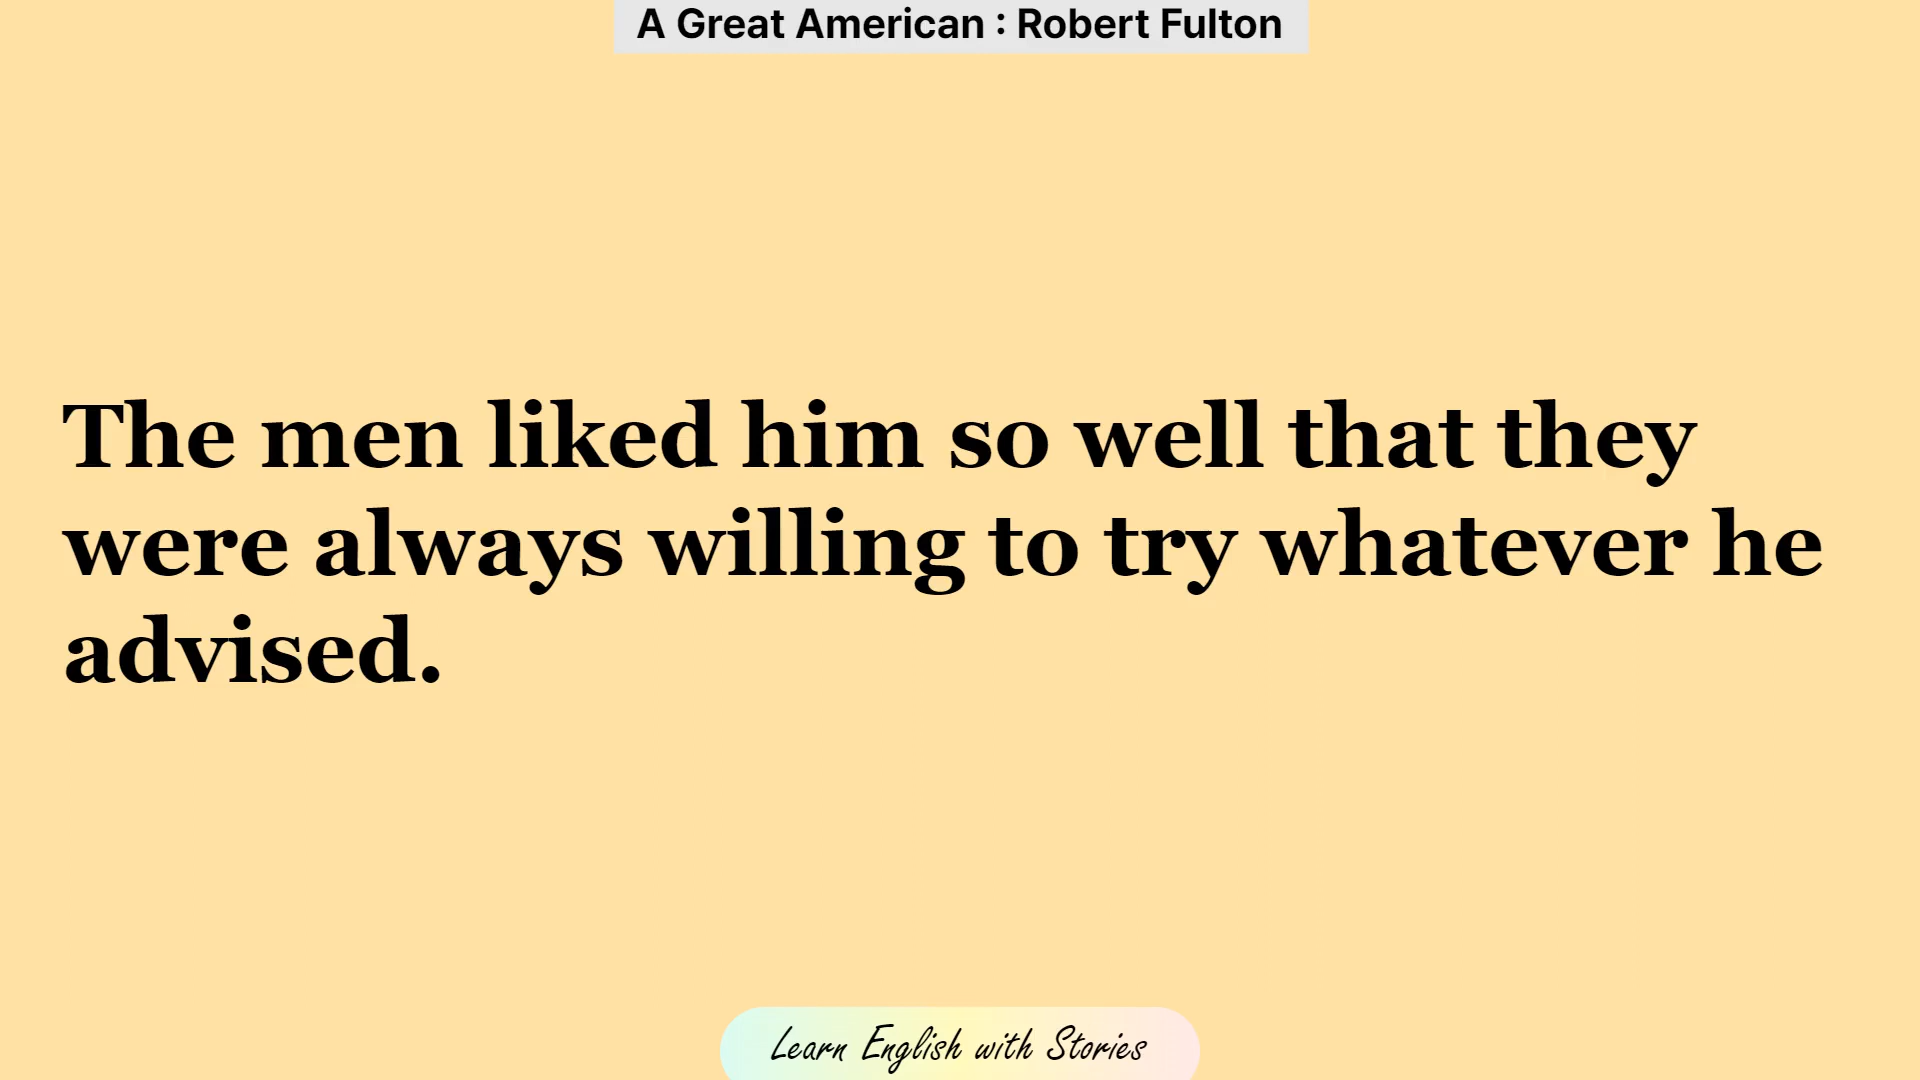 A Great American : Robert Fulton
The men liked him so well that they
were always willing to try whatever he
advised.
Learn English with Stories